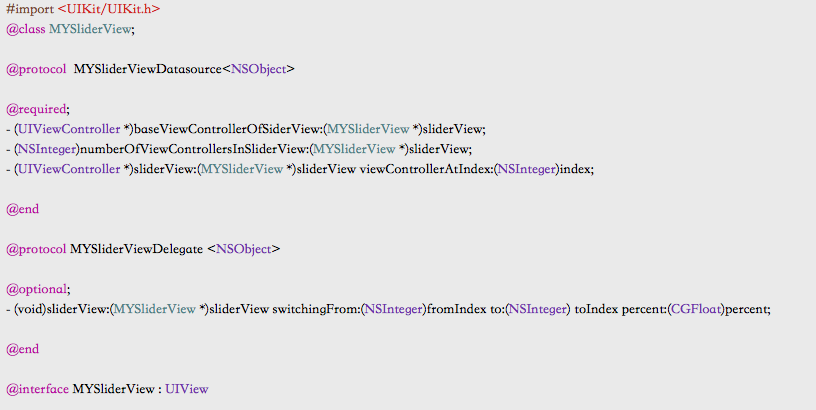 #import <UIKit/UIKit.h>
@class MYSliderView;
@protocol  MYSliderViewDatasource<NSObject>
@required;
- (UIViewController *)baseViewControllerOfSiderView:(MYSliderView *)sliderView;
- (NSInteger)numberOfViewControllersInSliderView:(MYSliderView *)sliderView;
- (UIViewController *)sliderView:(MYSliderView *)sliderView viewControllerAtIndex:(NSInteger)index;
@end
@protocol MYSliderViewDelegate <NSObject>
@optional;
- (void)sliderView:(MYSliderView *)sliderView switchingFrom:(NSInteger)fromIndex to:(NSInteger) toIndex percent:(CGFloat)percent;
@end
@interface MYSliderView : UIView